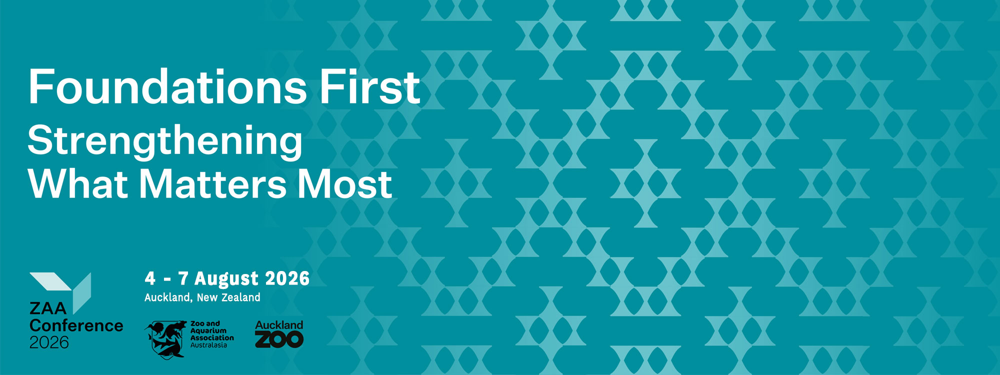 Foundations First
Strengthening
What Matters Most
4 - 7 August 2026
Auckland, New Zealand
ZAA
Conference
2026
Zoo and
Aquarium
Association
Australasia
Auckland
ZOO